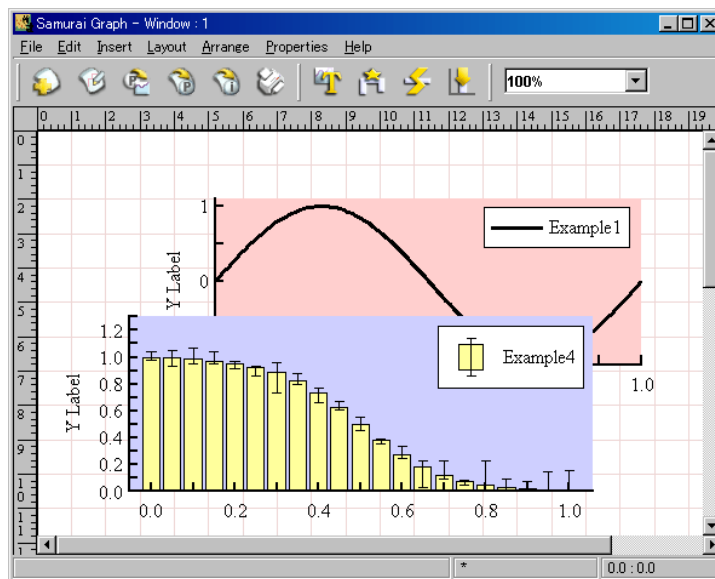 Samurai Graph - Window : 1
File Edit Insert Layout Arrange Properties Help
100%
0 1 2 3 4 5 6 7 8 9 10 11 12 13 14 15 16 17 18 19
0
1
2
3
4
5
6
7
8
9
10
11
1
0
Y Label
Example1
1.0
1.2
1.0
0.8
0.6
0.4
0.2
0.0
Y Label
Example4
0.0 0.2 0.4 0.6 0.8 1.0
* 0.0 : 0.0